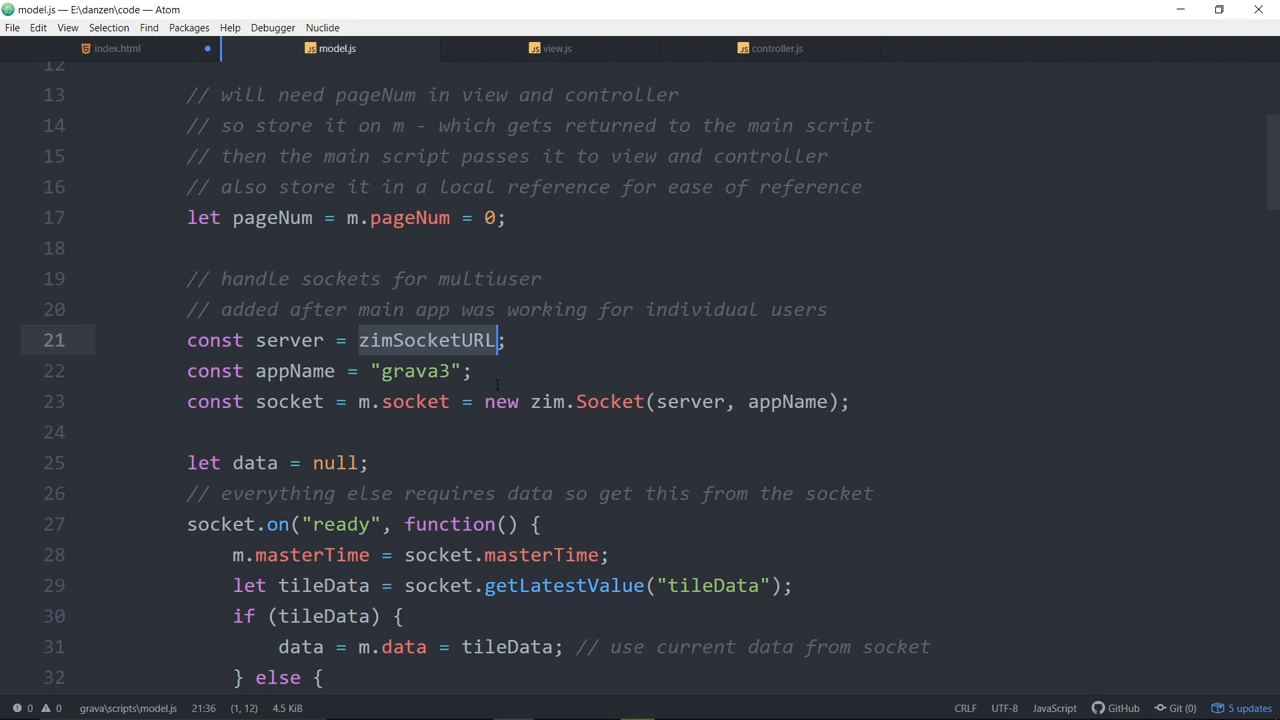 model.js — E:\danzen\code — Atom
File Edit View Selection Find Packages Help Debugger Nuclide
index.html model.js view.js controller.js
12
13 // will need pageNum in view and controller
14 // so store it on m - which gets returned to the main script
15 // then the main script passes it to view and controller
16 // also store it in a local reference for ease of reference
17 let pageNum = m.pageNum = 0;
18
19 // handle sockets for multiuser
20 // added after main app was working for individual users
21 const server = zimSocketURL;
22 const appName = "grava3";
23 const socket = m.socket = new zim.Socket(server, appName);
24
25 let data = null;
26 // everything else requires data so get this from the socket
27 socket.on("ready", function() {
28 m.masterTime = socket.masterTime;
29 let tileData = socket.getLatestValue("tileData");
30 if (tileData) {
31 data = m.data = tileData; // use current data from socket
32 } else {
0 0 grava\scripts\model.js 21:36 (1, 12) 4.5 KiB CRLF UTF-8 JavaScript GitHub Git (0) 5 updates